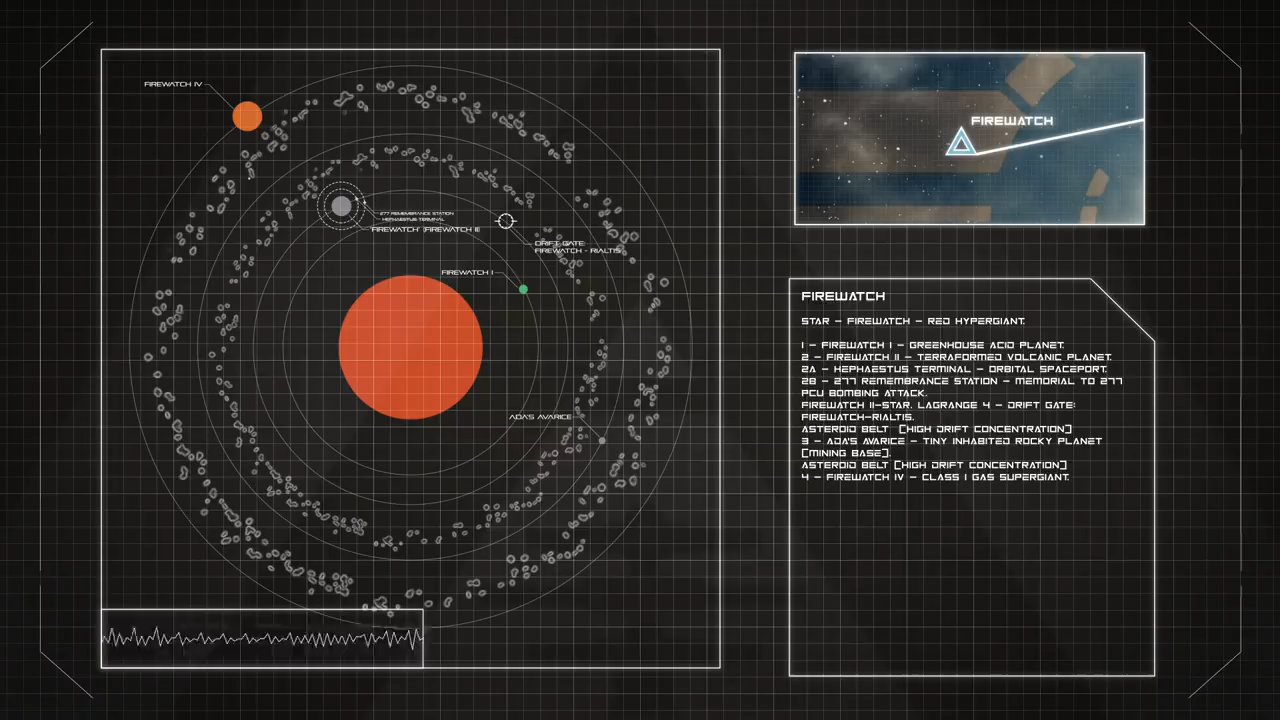 FIREWATCH IV
277 REMEMBRANCE STATION
HEPHAESTUS TERMINAL
FIREWATCH' (FIREWATCH II)
DRIFT GATE:
FIREWATCH - RIALTIS
FIREWATCH I
ADA'S AVARICE
FIREWATCH
FIREWATCH
STAR - FIREWATCH - RED HYPERGIANT.
1 - FIREWATCH I - GREENHOUSE ACID PLANET.
2 - FIREWATCH II - TERRAFORMED VOLCANIC PLANET.
2A - HEPHAESTUS TERMINAL - ORBITAL SPACEPORT.
2B - 277 REMEMBRANCE STATION - MEMORIAL TO 277
PCU BOMBING ATTACK.
FIREWATCH II-STAR, LAGRANGE 4 - DRIFT GATE:
FIREWATCH-RIALTIS.
ASTEROID BELT [HIGH DRIFT CONCENTRATION]
3 - ADA'S AVARICE - TINY INHABITED ROCKY PLANET
[MINING BASE].
ASTEROID BELT [HIGH DRIFT CONCENTRATION]
4 - FIREWATCH IV - CLASS I GAS SUPERGIANT.